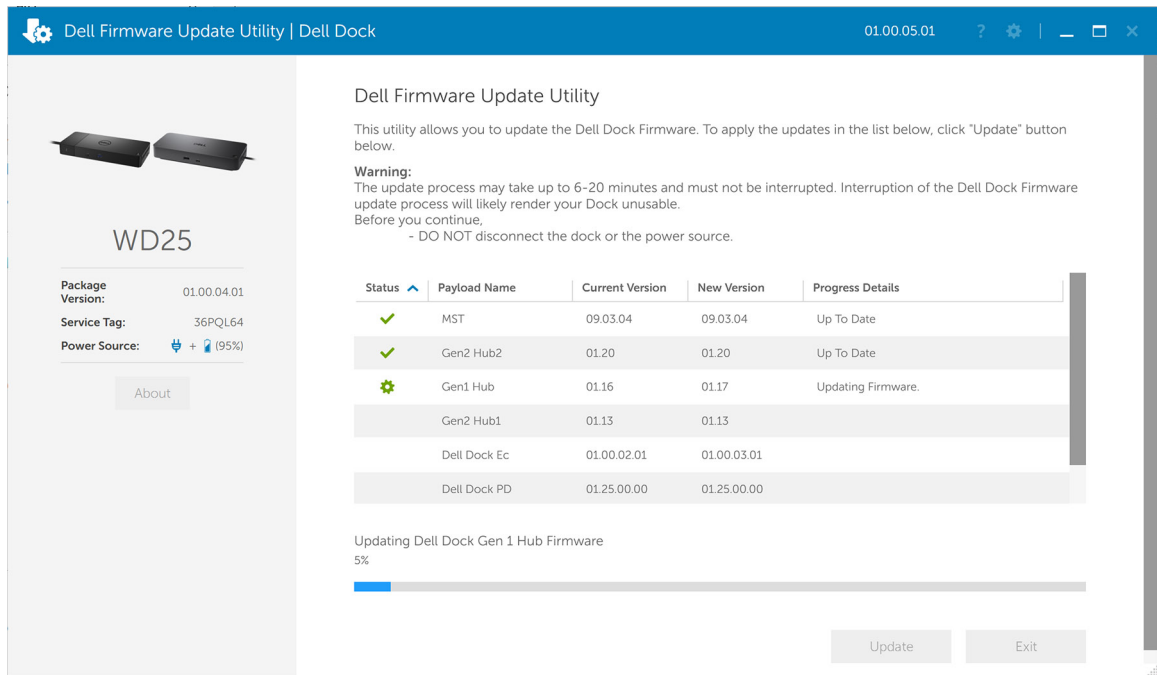 Dell Firmware Update Utility | Dell Dock
01.00.05.01
?
WD25
Package Version: 01.00.04.01
Service Tag: 36PQL64
Power Source: + (95%)
About
Dell Firmware Update Utility
This utility allows you to update the Dell Dock Firmware. To apply the updates in the list below, click "Update" button
below.
Warning:
The update process may take up to 6-20 minutes and must not be interrupted. Interruption of the Dell Dock Firmware
update process will likely render your Dock unusable.
Before you continue,
- DO NOT disconnect the dock or the power source.
Status Payload Name Current Version New Version Progress Details
MST 09.03.04 09.03.04 Up To Date
Gen2 Hub2 01.20 01.20 Up To Date
Gen1 Hub 01.16 01.17 Updating Firmware.
Gen2 Hub1 01.13 01.13
Dell Dock Ec 01.00.02.01 01.00.03.01
Dell Dock PD 01.25.00.00 01.25.00.00
Updating Dell Dock Gen 1 Hub Firmware
5%
Update Exit